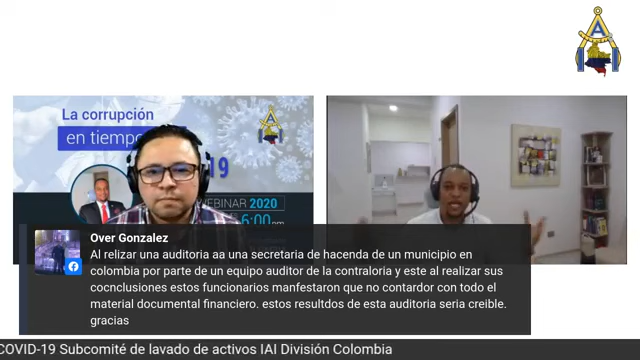 La corrupción
en tiempo
19
WEBINAR 2020
6:00pm
Over Gonzalez
Al relizar una auditoria aa una secretaria de hacenda de un municipio en
colombia por parte de un equipo auditor de la contraloria y este al realizar sus
cocnclusiones estos funcionarios manfestaron que no contardor con todo el
material documental financiero. estos resultdos de esta auditoria seria creible.
gracias
COVID-19 Subcomité de lavado de activos IAI División Colombia